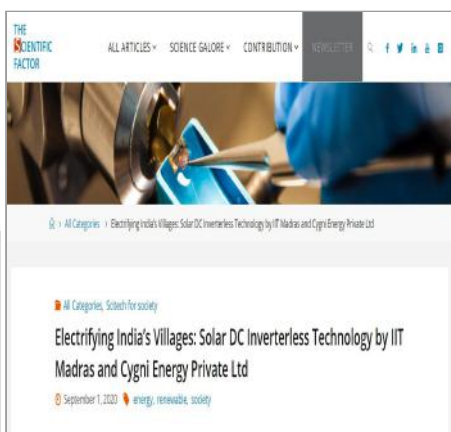 THE
SCIENTIFIC
FACTOR
ALL ARTICLES SCIENCE GALORE CONTRIBUTION NEWSLETTER
All Categories > Electrifying India's Villages: Solar DC Inverterless Technology by IIT Madras and Cygni Energy Private Ltd
All Categories, Scitech for society
Electrifying India's Villages: Solar DC Inverterless Technology by IIT
Madras and Cygni Energy Private Ltd
September 1, 2020 energy, renewable, society